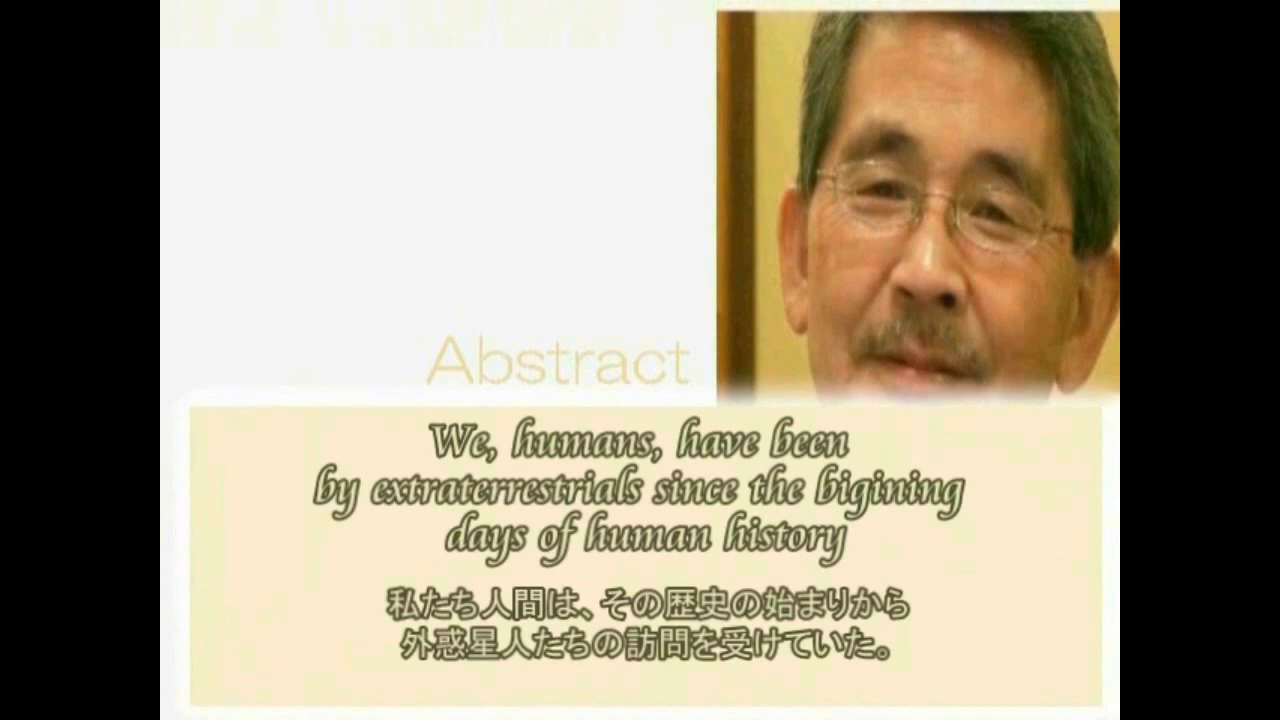 Abstract
We, humans, have been
by extraterrestrials since the bigining
days of human history
私たち人間は、その歴史の始まりから
外惑星人たちの訪問を受けていた。